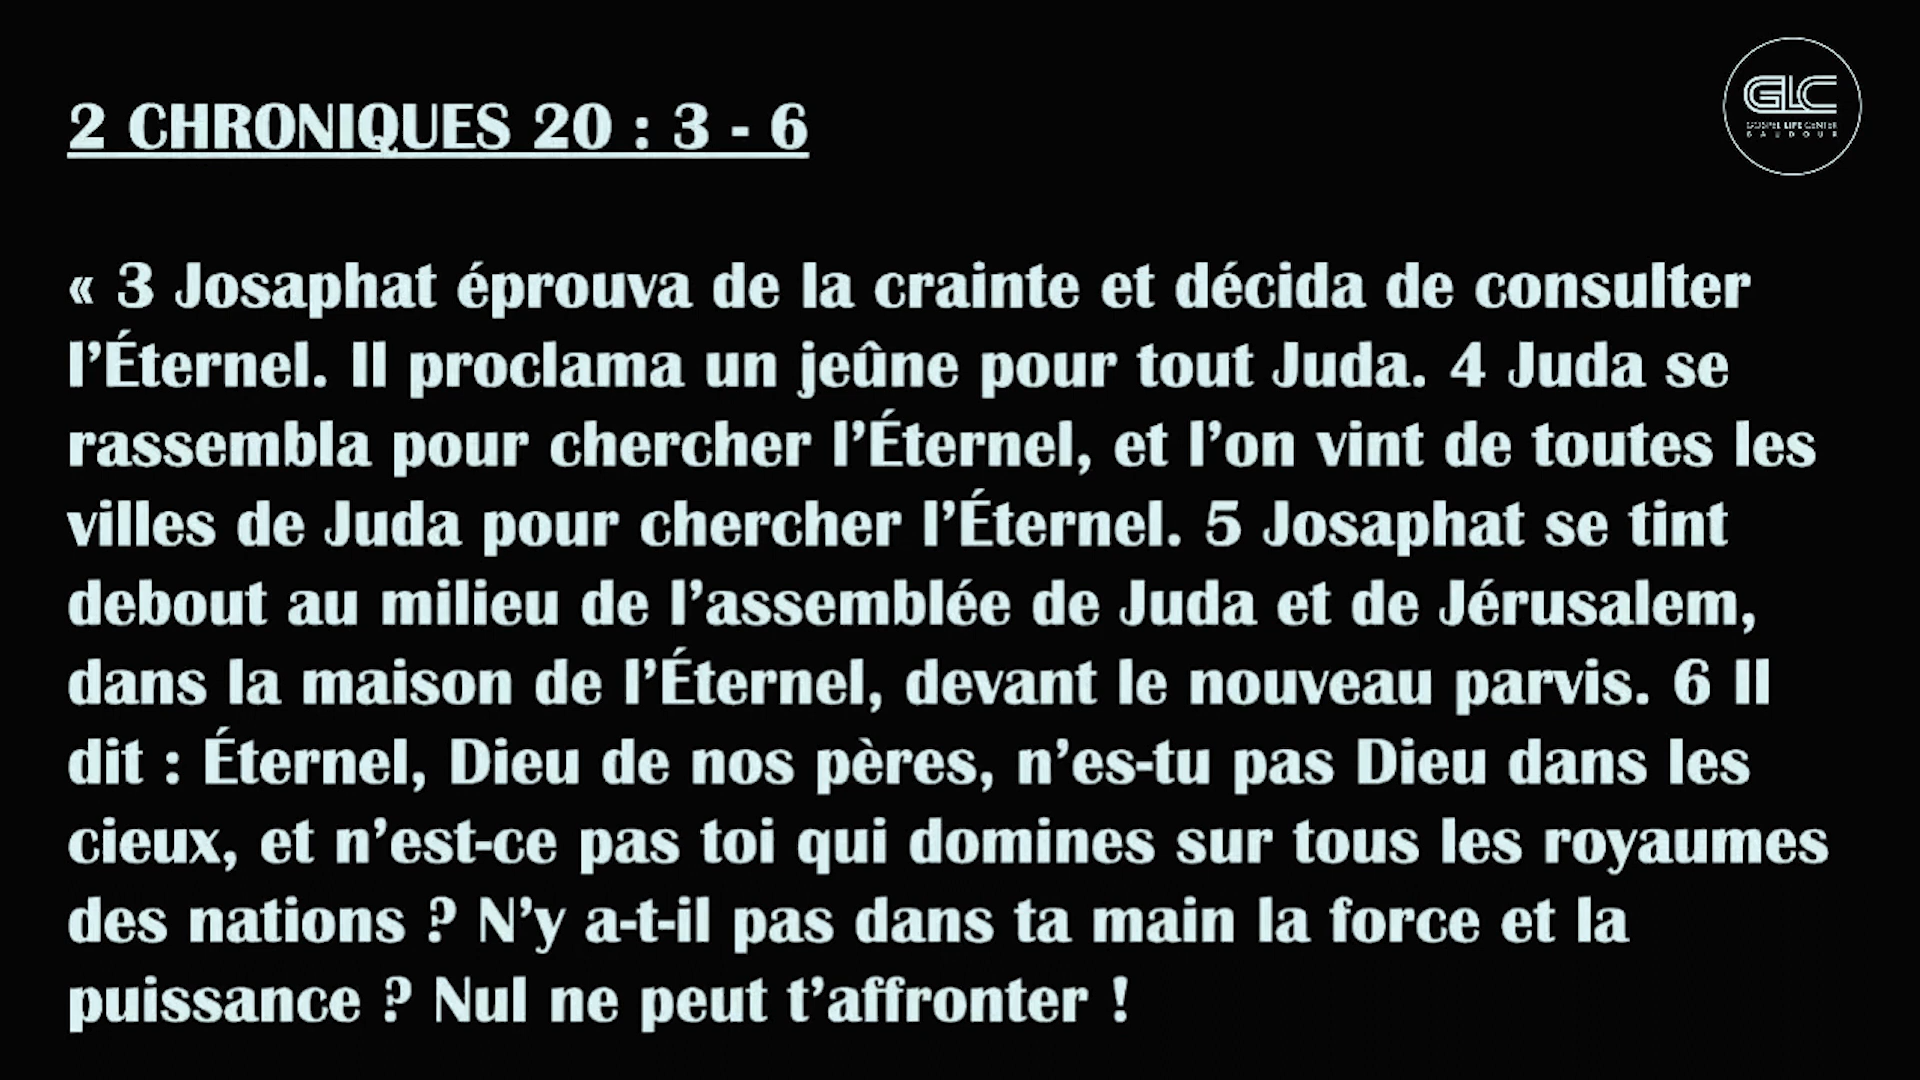 2 CHRONIQUES 20 : 3 - 6
GLC
GOSPEL LIFE CENTER
BAUDOUR
« 3 Josaphat éprouva de la crainte et décida de consulter
l’Éternel. Il proclama un jeûne pour tout Juda. 4 Juda se
rassembla pour chercher l’Éternel, et l’on vint de toutes les
villes de Juda pour chercher l’Éternel. 5 Josaphat se tint
debout au milieu de l’assemblée de Juda et de Jérusalem,
dans la maison de l’Éternel, devant le nouveau parvis. 6 Il
dit : Éternel, Dieu de nos pères, n’es-tu pas Dieu dans les
cieux, et n’est-ce pas toi qui domines sur tous les royaumes
des nations ? N’y a-t-il pas dans ta main la force et la
puissance ? Nul ne peut t’affronter !